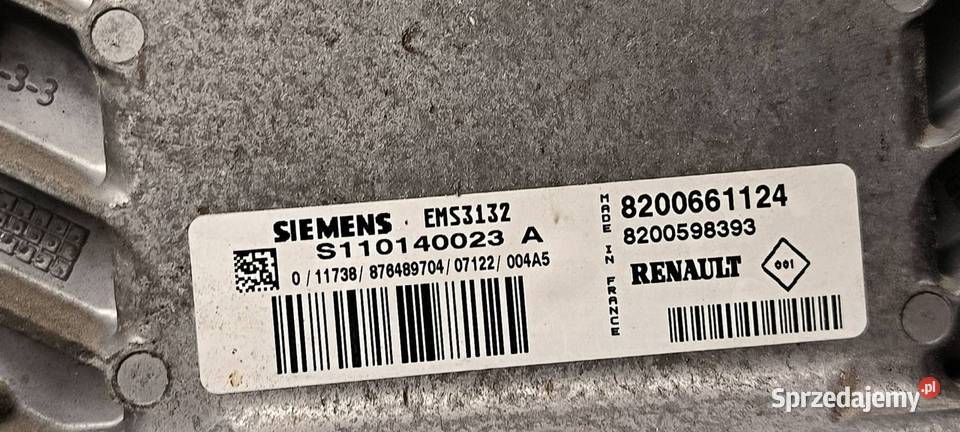 -3-3
SIEMENS · EMS3132
S110140023 A
0 / 11738/ 876489704/ 07122/ 004A5
MADE IN FRANCE
8200661124
8200598393
RENAULT 001
Sprzedajemy.pl